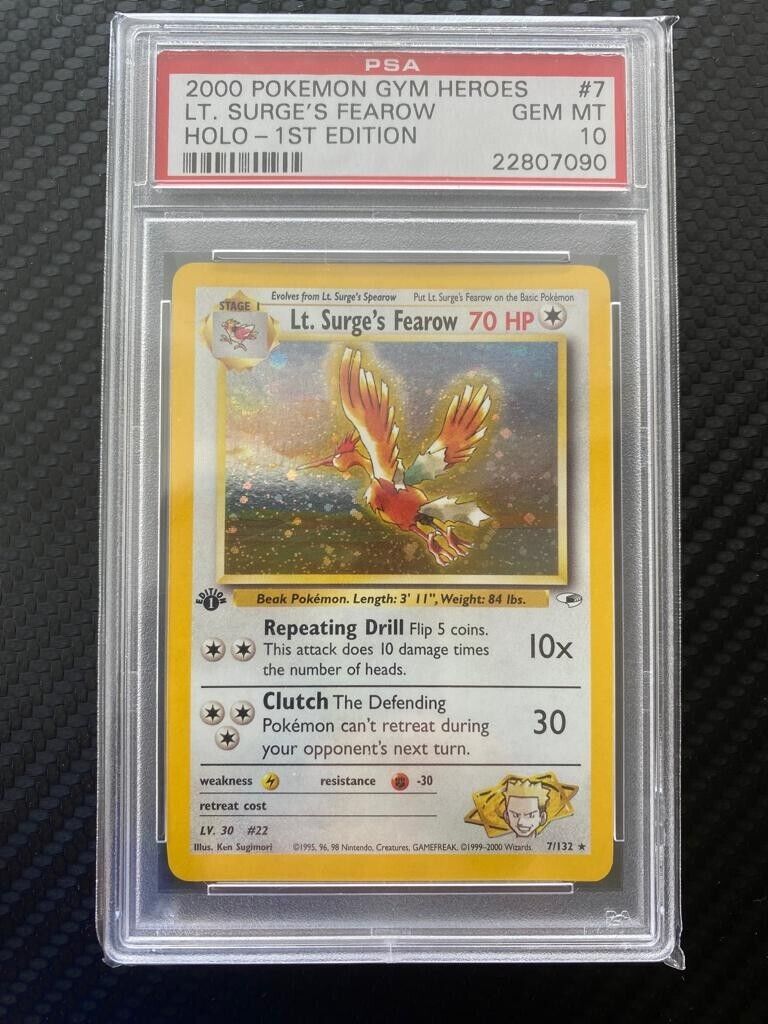 PSA
2000 POKEMON GYM HEROES #7
LT. SURGE'S FEAROW GEM MT
HOLO – 1ST EDITION 10
22807090
Evolves from Lt. Surge's Spearow Put Lt. Surge's Fearow on the Basic Pokémon
STAGE 1
Lt. Surge's Fearow 70 HP
EDITION
1
Beak Pokémon. Length: 3' 11", Weight: 84 lbs.
Repeating Drill Flip 5 coins.
This attack does 10 damage times 10x
the number of heads.
Clutch The Defending
Pokémon can't retreat during 30
your opponent's next turn.
weakness resistance -30
retreat cost
LV. 30 #22
Illus. Ken Sugimori ©1995, 96, 98 Nintendo, Creatures, GAMEFREAK. ©1999-2000 Wizards. 7/132 ★
PSA